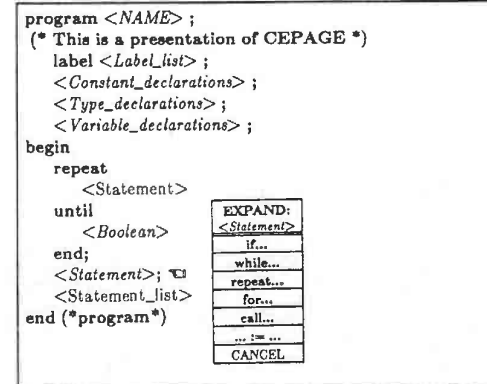 program <NAME> ;
(* This is a presentation of CEPAGE *)
label <Label_list> ;
<Constant_declarations> ;
<Type_declarations> ;
<Variable_declarations> ;
begin
repeat
<Statement>
until
<Boolean>
end;
<Statement>;
<Statement_list>
end (*program*)
EXPAND:
<Statement>
if...
while...
repeat...
for...
call...
... := ...
CANCEL